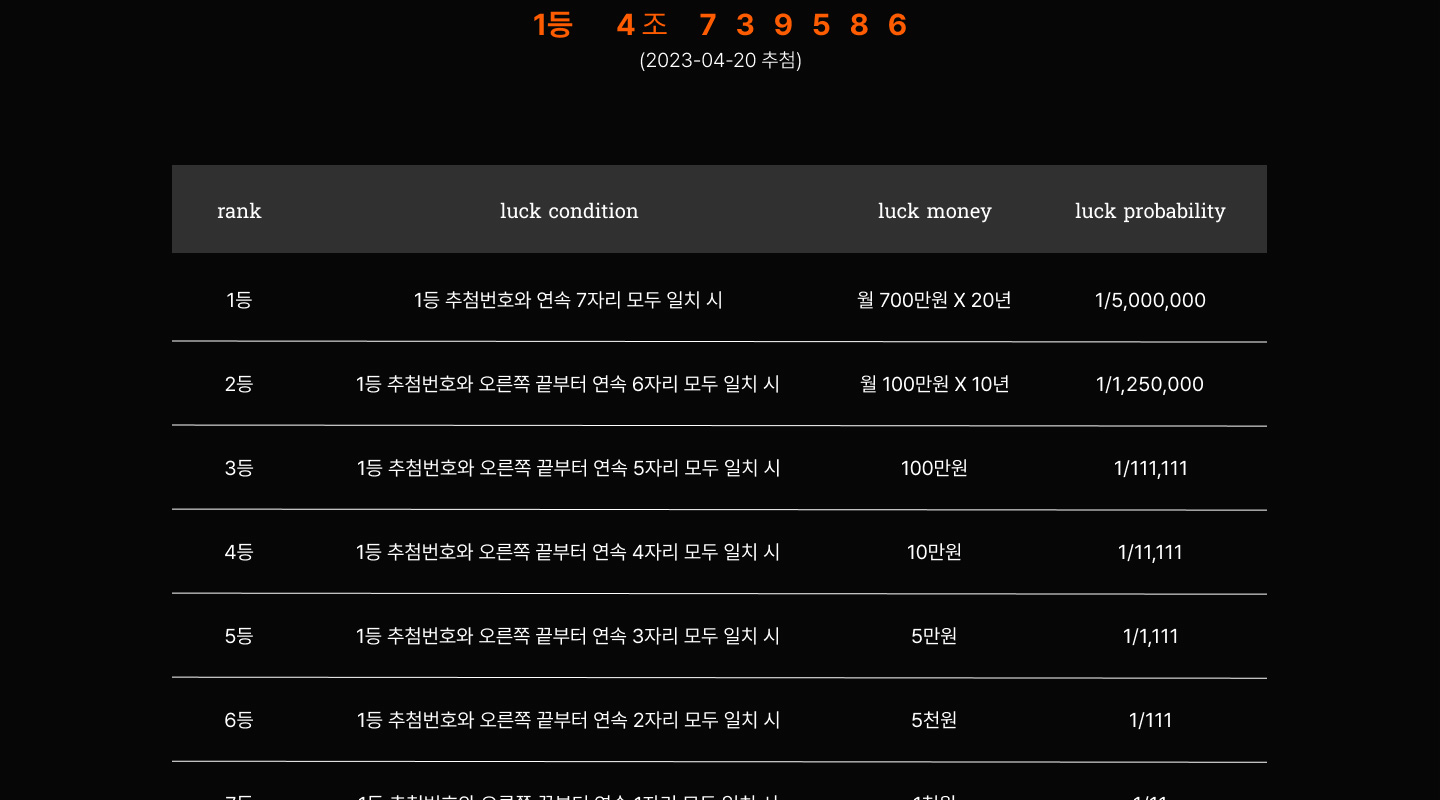 1등 4조 7 3 9 5 8 6
(2023-04-20 추첨)
rank luck condition luck money luck probability
1등 1등 추첨번호와 연속 7자리 모두 일치 시 월 700만원 X 20년 1/5,000,000
2등 1등 추첨번호와 오른쪽 끝부터 연속 6자리 모두 일치 시 월 100만원 X 10년 1/1,250,000
3등 1등 추첨번호와 오른쪽 끝부터 연속 5자리 모두 일치 시 100만원 1/111,111
4등 1등 추첨번호와 오른쪽 끝부터 연속 4자리 모두 일치 시 10만원 1/11,111
5등 1등 추첨번호와 오른쪽 끝부터 연속 3자리 모두 일치 시 5만원 1/1,111
6등 1등 추첨번호와 오른쪽 끝부터 연속 2자리 모두 일치 시 5천원 1/111